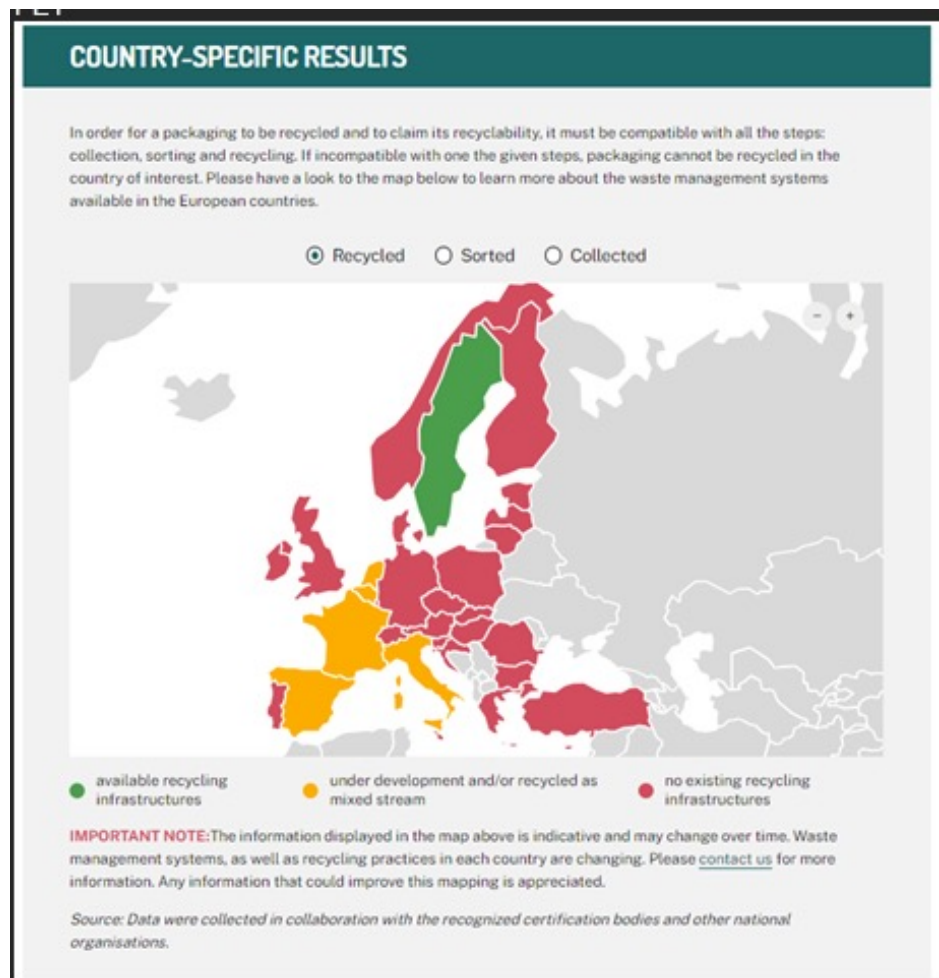 COUNTRY-SPECIFIC RESULTS
In order for a packaging to be recycled and to claim its recyclability, it must be compatible with all the steps:
collection, sorting and recycling. If incompatible with one the given steps, packaging cannot be recycled in the
country of interest. Please have a look to the map below to learn more about the waste management systems
available in the European countries.
Recycled Sorted Collected
- +
available recycling
infrastructures
under development and/or recycled as
mixed stream
no existing recycling
infrastructures
IMPORTANT NOTE:The information displayed in the map above is indicative and may change over time. Waste
management systems, as well as recycling practices in each country are changing. Please contact us for more
information. Any information that could improve this mapping is appreciated.
Source: Data were collected in collaboration with the recognized certification bodies and other national
organisations.